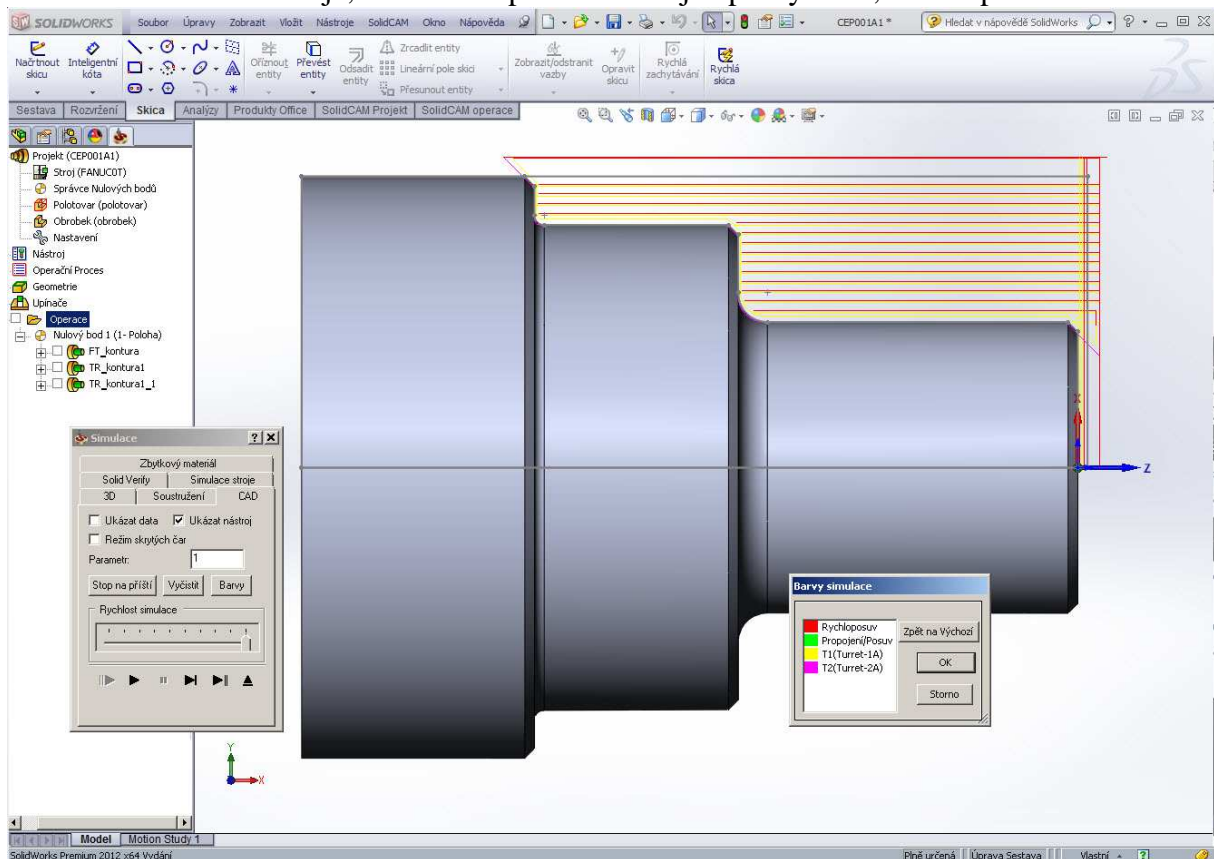 SOLIDWORKS Soubor Úpravy Zobrazit Vložit Nástroje SolidCAM Okno Nápověda CEP001A1 * Hledat v nápovědě SolidWorks
Načrtnout skicu
Inteligentní kóta
Oříznout entity
Převést entity
Odsadit entity
Zrcadlit entity
Lineární pole skici
Přesunout entity
Zobrazit/odstranit vazby
Opravit skicu
Rychlá zachytávání
Rychlá skica
Sestava Rozvržení Skica Analýzy Produkty Office SolidCAM Projekt SolidCAM operace
Projekt (CEP001A1)
Stroj (FANUC0T)
Správce Nulových bodů
Polotovar (polotovar)
Obrobek (obrobek)
Nastavení
Nástroj
Operační Proces
Geometrie
Upínače
Operace
Nulový bod 1 (1- Poloha)
FT_kontura
TR_kontura1
TR_kontura1_1
X
Z
Simulace
Zbytkový materiál
Solid Verify Simulace stroje
3D Soustružení CAD
Ukázat data Ukázat nástroj
Režim skrytých čar
Parametr: 1
Stop na příští Vyčistit Barvy
Rychlost simulace
Barvy simulace
Rychloposuv
Propojení/Posuv
T1(Turret-1A)
T2(Turret-2A)
Zpět na Výchozí
OK
Storno
Y
X
Model Motion Study 1
SolidWorks Premium 2012 x64 Vydání Plně určená Úprava Sestava Vlastní